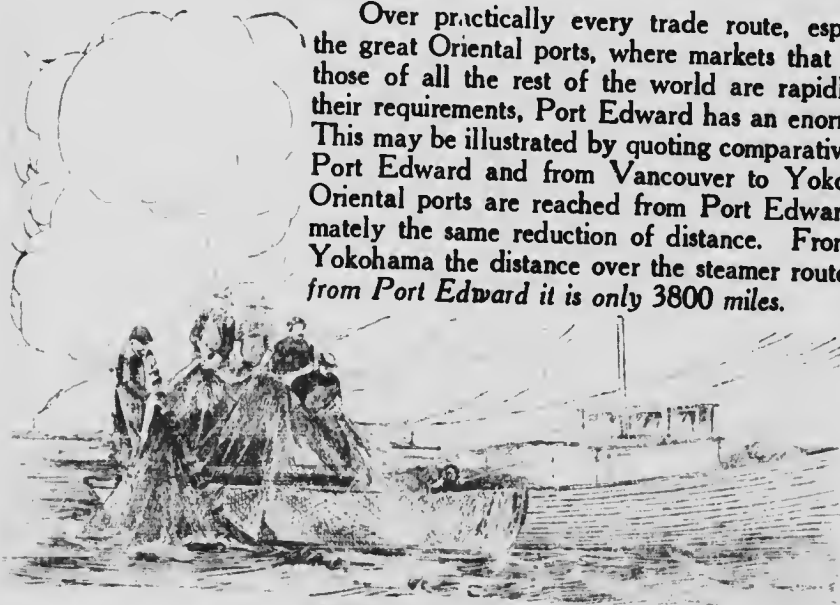 Over practically every trade route, esp
the great Oriental ports, where markets that
those of all the rest of the world are rapidl
their requirements, Port Edward has an enorm
This may be illustrated by quoting comparativ
Port Edward and from Vancouver to Yoko
Oriental ports are reached from Port Edwar
mately the same reduction of distance. From
Yokohama the distance over the steamer route
from Port Edward it is only 3800 miles.